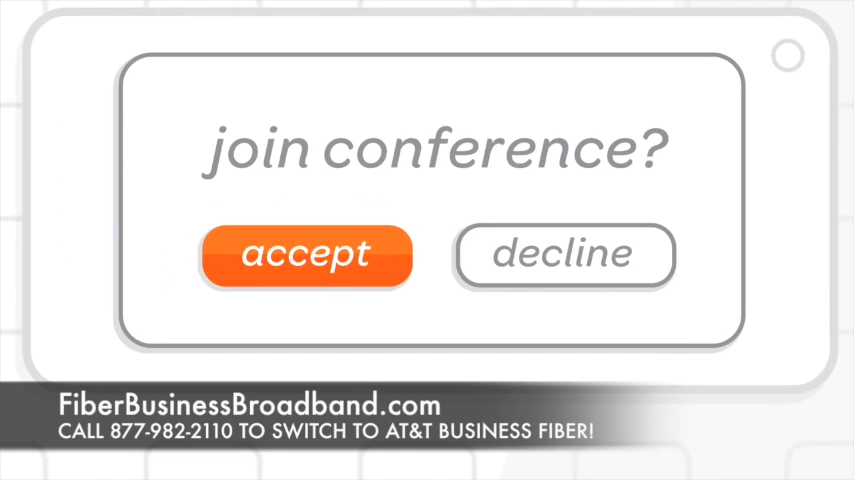 join conference?
accept
decline
FiberBusinessBroadband.com
CALL 877-982-2110 TO SWITCH TO AT&T BUSINESS FIBER!